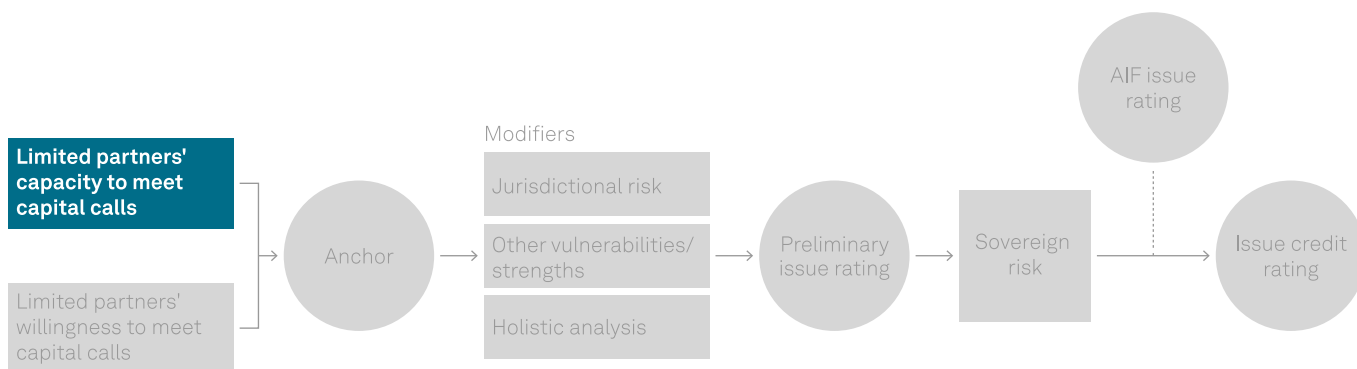 Limited partners'
capacity to meet
capital calls
Limited partners'
willingness to meet
capital calls
Anchor
Modifiers
Jurisdictional risk
Other vulnerabilities/
strengths
Holistic analysis
Preliminary
issue rating
Sovereign
risk
AIF issue
rating
Issue credit
rating